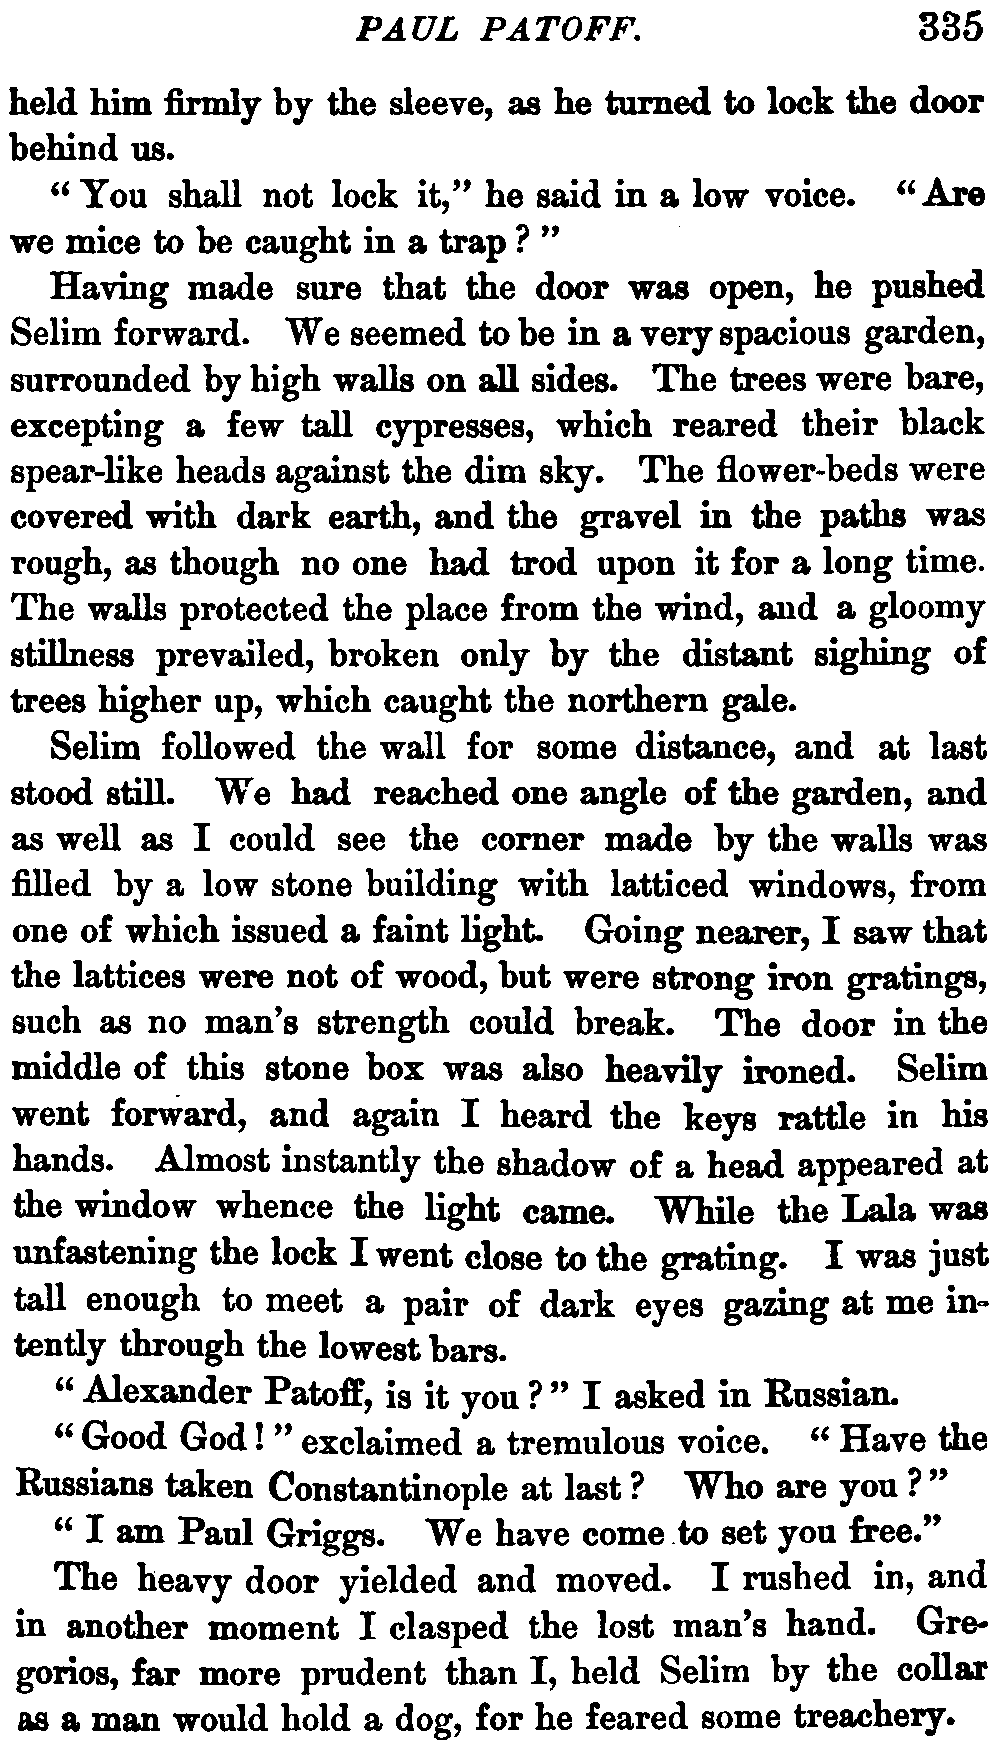 PAUL PATOFF. 335
held him firmly by the sleeve, as he turned to lock the door
behind us.
“You shall not lock it,” he said in a low voice. “Are
we mice to be caught in a trap?”
Having made sure that the door was open, he pushed
Selim forward. We seemed to be in a very spacious garden,
surrounded by high walls on all sides. The trees were bare,
excepting a few tall cypresses, which reared their black
spear-like heads against the dim sky. The flower-beds were
covered with dark earth, and the gravel in the paths was
rough, as though no one had trod upon it for a long time.
The walls protected the place from the wind, and a gloomy
stillness prevailed, broken only by the distant sighing of
trees higher up, which caught the northern gale.
Selim followed the wall for some distance, and at last
stood still. We had reached one angle of the garden, and
as well as I could see the corner made by the walls was
filled by a low stone building with latticed windows, from
one of which issued a faint light. Going nearer, I saw that
the lattices were not of wood, but were strong iron gratings,
such as no man's strength could break. The door in the
middle of this stone box was also heavily ironed. Selim
went forward, and again I heard the keys rattle in his
hands. Almost instantly the shadow of a head appeared at
the window whence the light came. While the Lala was
unfastening the lock I went close to the grating. I was just
tall enough to meet a pair of dark eyes gazing at me in-
tently through the lowest bars.
“Alexander Patoff, is it you?” I asked in Russian.
“Good God!” exclaimed a tremulous voice. “Have the
Russians taken Constantinople at last? Who are you?”
“I am Paul Griggs. We have come to set you free.”
The heavy door yielded and moved. I rushed in, and
in another moment I clasped the lost man's hand. Gre-
gorios, far more prudent than I, held Selim by the collar
as a man would hold a dog, for he feared some treachery.